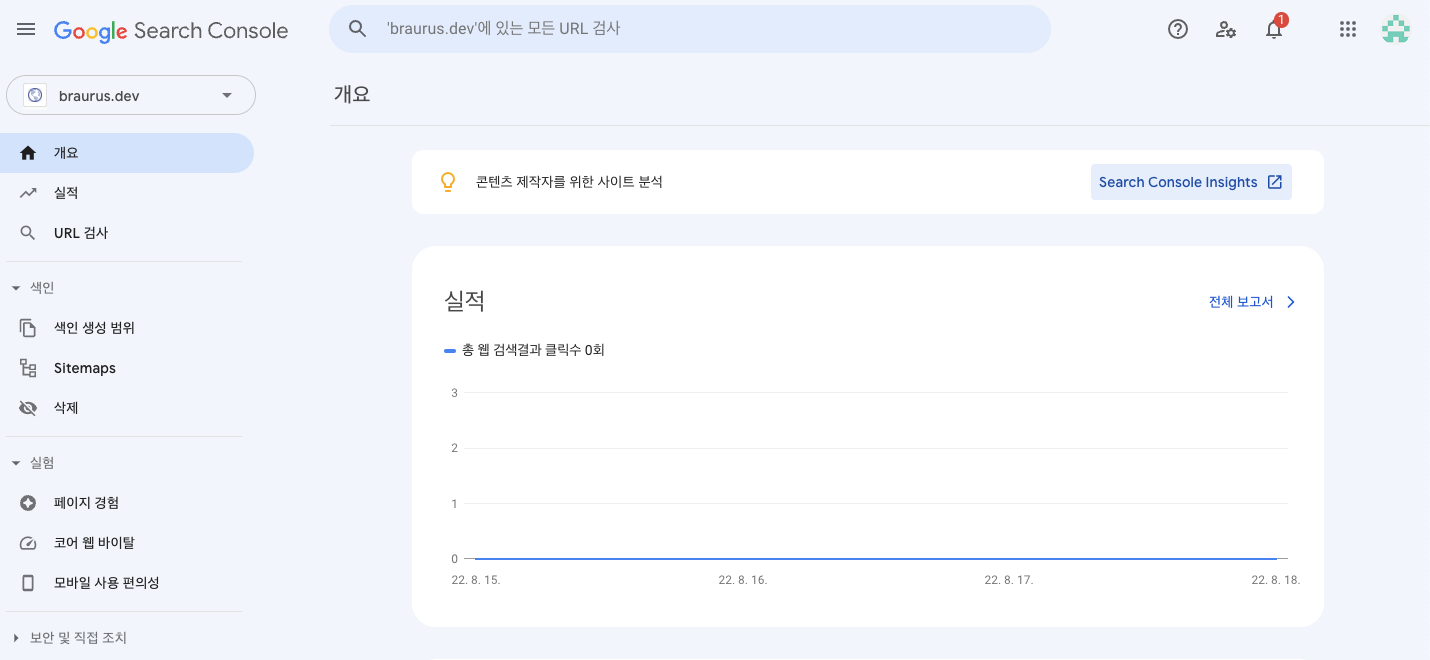 Google Search Console
'braurus.dev'에 있는 모든 URL 검사
1
braurus.dev
개요
실적
URL 검사
색인
색인 생성 범위
Sitemaps
삭제
실험
페이지 경험
코어 웹 바이탈
모바일 사용 편의성
보안 및 직접 조치
개요
콘텐츠 제작자를 위한 사이트 분석
Search Console Insights
실적
전체 보고서
총 웹 검색결과 클릭수 0회
3
2
1
0
22. 8. 15.
22. 8. 16.
22. 8. 17.
22. 8. 18.